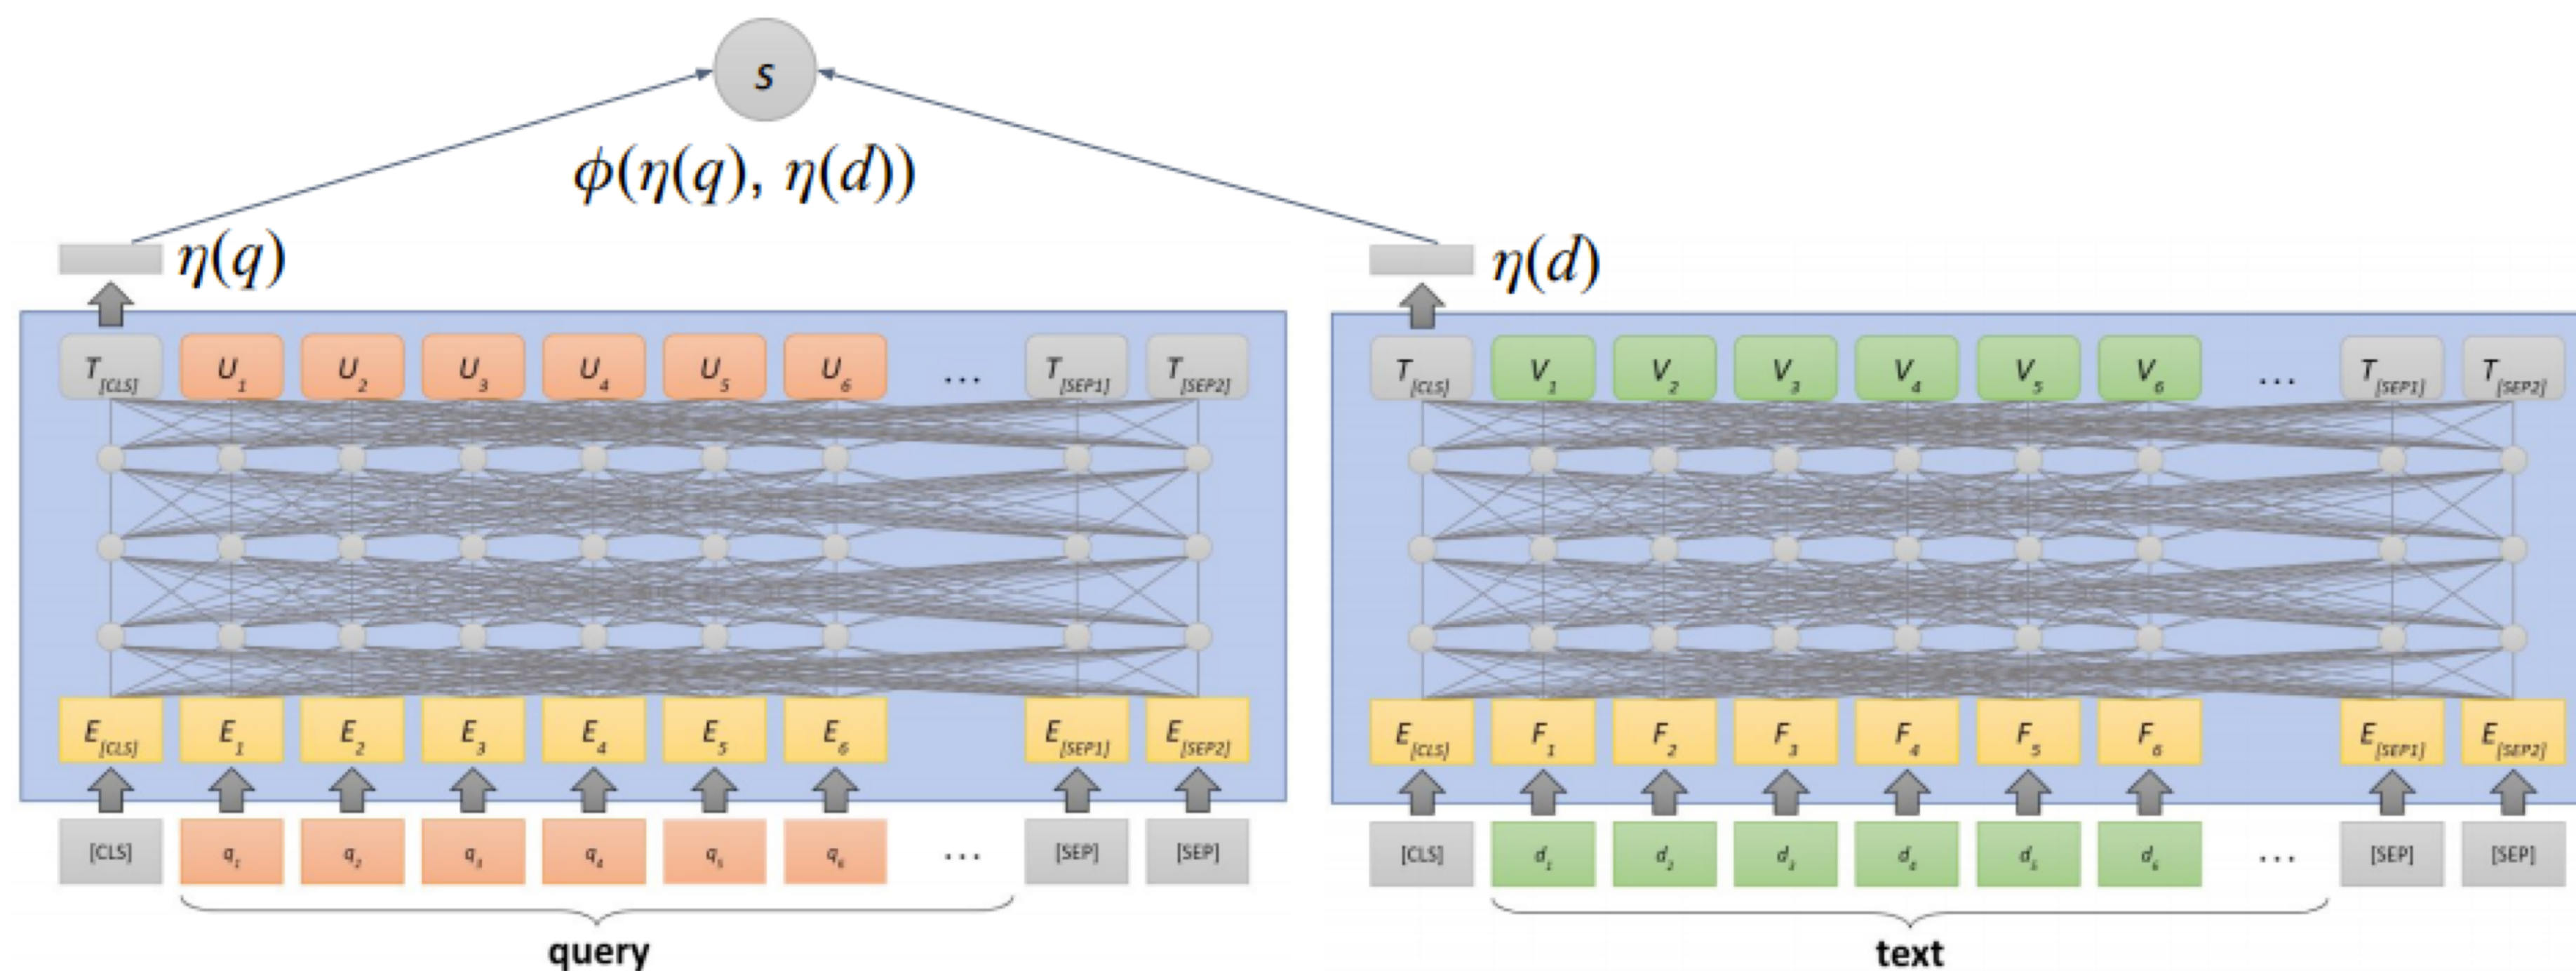 s
ϕ(η(q), η(d))
η(q) η(d)
T[CLS] U1 U2 U3 U4 U5 U6 ... T[SEP1] T[SEP2] T[CLS] V1 V2 V3 V4 V5 V6 ... T[SEP1] T[SEP2]
E[CLS] E1 E2 E3 E4 E5 E6 E[SEP1] E[SEP2] E[CLS] F1 F2 F3 F4 F5 F6 E[SEP1] E[SEP2]
[CLS] q1 q2 q3 q4 q5 q6 ... [SEP] [SEP] [CLS] d1 d2 d3 d4 d5 d6 ... [SEP] [SEP]
query text